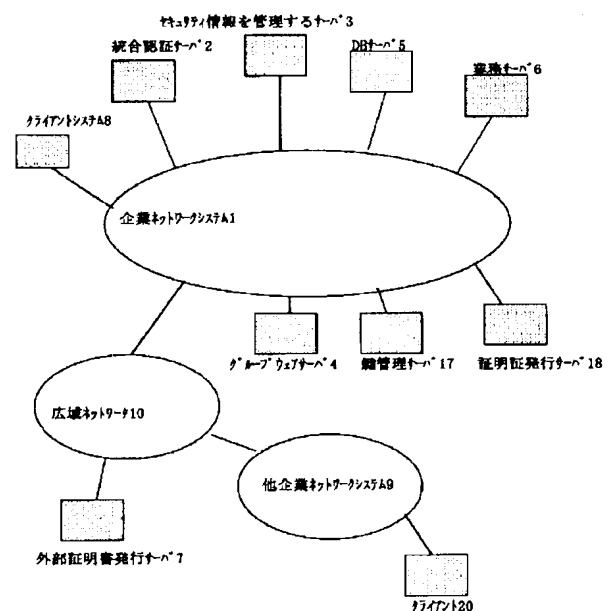 セキュリティ情報を管理するサーバ3
統合認証サーバ2
DBサーバ5
業務サーバ6
クライアントシステム8
企業ネットワークシステム1
グループウェアサーバ4
鍵管理サーバ17
証明証発行サーバ18
広域ネットワーク10
他企業ネットワークシステム9
外部証明書発行サーバ7
クライアント20